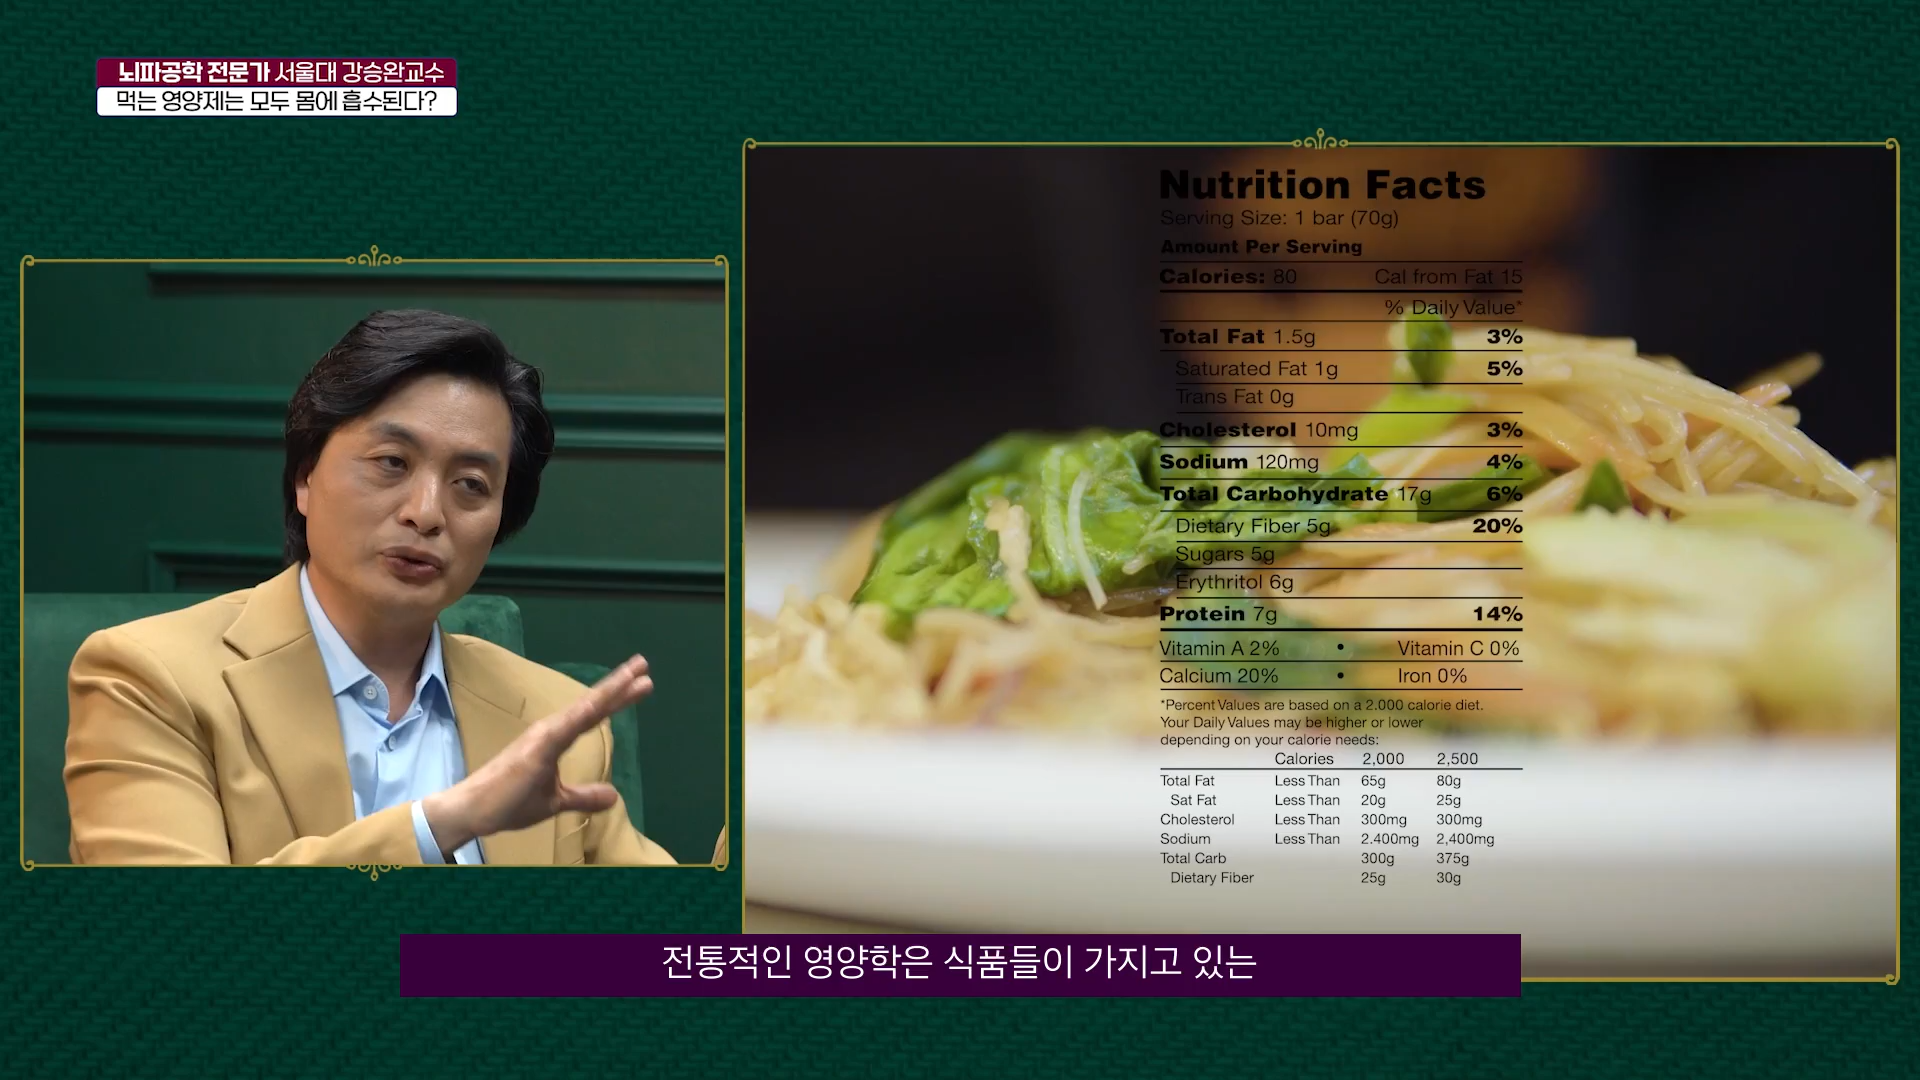 뇌파공학 전문가 서울대 강승완교수
먹는 영양제는 모두 몸에 흡수된다?
Nutrition Facts
Serving Size: 1 bar (70g)
Amount Per Serving
Calories: 80 Cal from Fat 15
% Daily Value*
Total Fat 1.5g 3%
Saturated Fat 1g 5%
Trans Fat 0g
Cholesterol 10mg 3%
Sodium 120mg 4%
Total Carbohydrate 17g 6%
Dietary Fiber 5g 20%
Sugars 5g
Erythritol 6g
Protein 7g 14%
Vitamin A 2% • Vitamin C 0%
Calcium 20% • Iron 0%
*Percent Values are based on a 2.000 calorie diet.
Your Daily Values may be higher or lower
depending on your calorie needs:
Calories 2,000 2,500
Total Fat Less Than 65g 80g
Sat Fat Less Than 20g 25g
Cholesterol Less Than 300mg 300mg
Sodium Less Than 2.400mg 2,400mg
Total Carb 300g 375g
Dietary Fiber 25g 30g
전통적인 영양학은 식품들이 가지고 있는